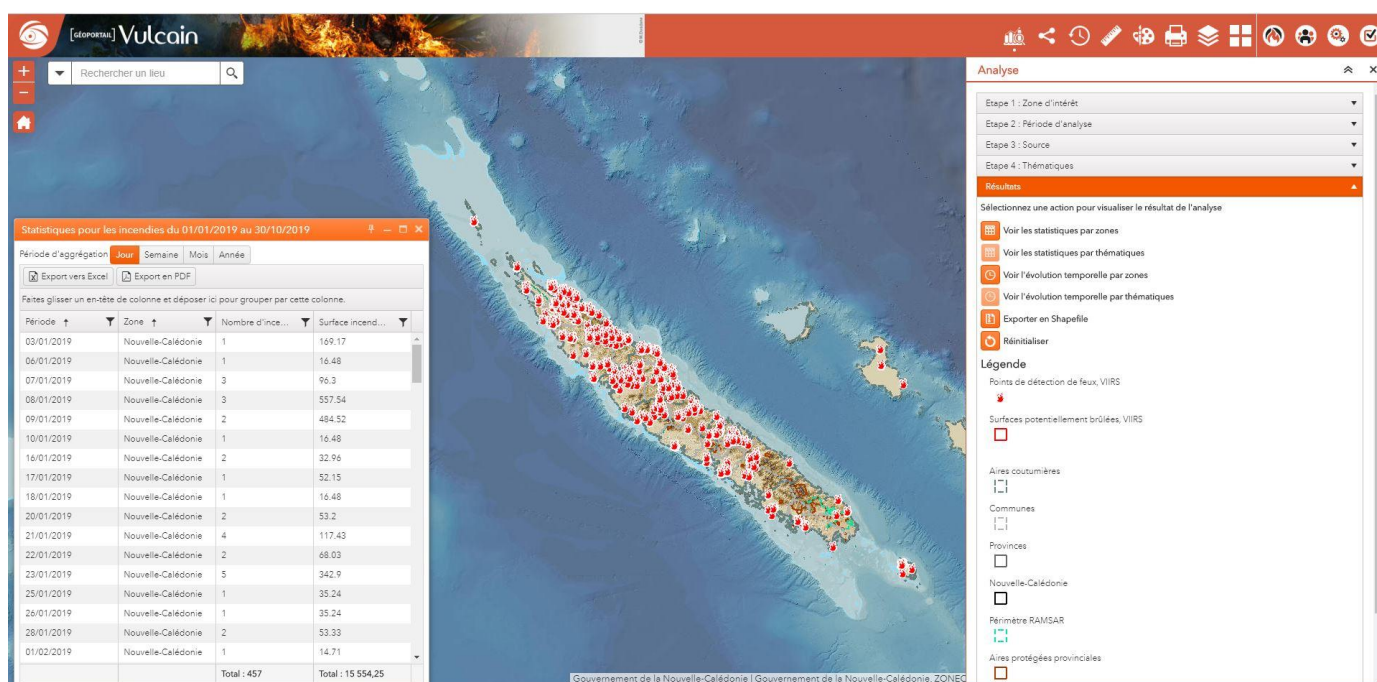 [GÉOPORTAIL] Vulcain
Rechercher un lieu
Analyse
Etape 1 : Zone d'intérêt
Etape 2 : Période d'analyse
Etape 3 : Source
Etape 4 : Thématiques
Résultats
Sélectionnez une action pour visualiser le résultat de l'analyse
Voir les statistiques par zones
Voir les statistiques par thématiques
Voir l'évolution temporelle par zones
Voir l'évolution temporelle par thématiques
Exporter en Shapefile
Réinitialiser
Légende
Points de détection de feux, VIIRS
Surfaces potentiellement brûlées, VIIRS
Aires coutumières
Communes
Provinces
Nouvelle-Calédonie
Périmètre RAMSAR
Aires protégées provinciales
Statistiques pour les incendies du 01/01/2019 au 30/10/2019
Période d'aggrégation Jour Semaine Mois Année
Export vers Excel Export en PDF
Faites glisser un en-tête de colonne et déposer ici pour grouper par cette colonne.
Période ↑ Zone ↑ Nombre d'ince... Surface incend...
03/01/2019 Nouvelle-Calédonie 1 169.17
06/01/2019 Nouvelle-Calédonie 1 16.48
07/01/2019 Nouvelle-Calédonie 3 96.3
08/01/2019 Nouvelle-Calédonie 3 557.54
09/01/2019 Nouvelle-Calédonie 2 484.52
10/01/2019 Nouvelle-Calédonie 1 16.48
16/01/2019 Nouvelle-Calédonie 2 32.96
17/01/2019 Nouvelle-Calédonie 1 52.15
18/01/2019 Nouvelle-Calédonie 1 16.48
20/01/2019 Nouvelle-Calédonie 2 53.2
21/01/2019 Nouvelle-Calédonie 4 117.43
22/01/2019 Nouvelle-Calédonie 2 68.03
23/01/2019 Nouvelle-Calédonie 5 342.9
25/01/2019 Nouvelle-Calédonie 1 35.24
26/01/2019 Nouvelle-Calédonie 1 35.24
28/01/2019 Nouvelle-Calédonie 2 53.33
01/02/2019 Nouvelle-Calédonie 1 14.71
Total : 457 Total : 15 554,25
Gouvernement de la Nouvelle-Calédonie | Gouvernement de la Nouvelle-Calédonie, ZONEC